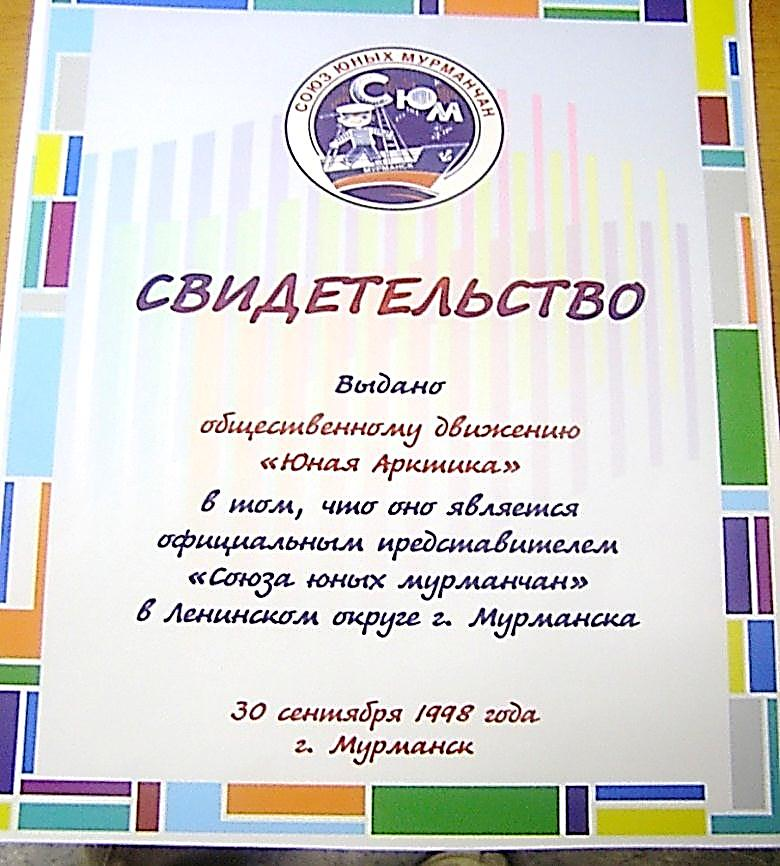 СОЮЗ ЮНЫХ МУРМАНЧАН
СЮМ
МУРМАНСК
СВИДЕТЕЛЬСТВО
Выдано
общественному движению
«Юная Арктика»
в том, что оно является
официальным представителем
«Союза юных мурманчан»
в Ленинском округе г. Мурманска
30 сентября 1998 года
г. Мурманск